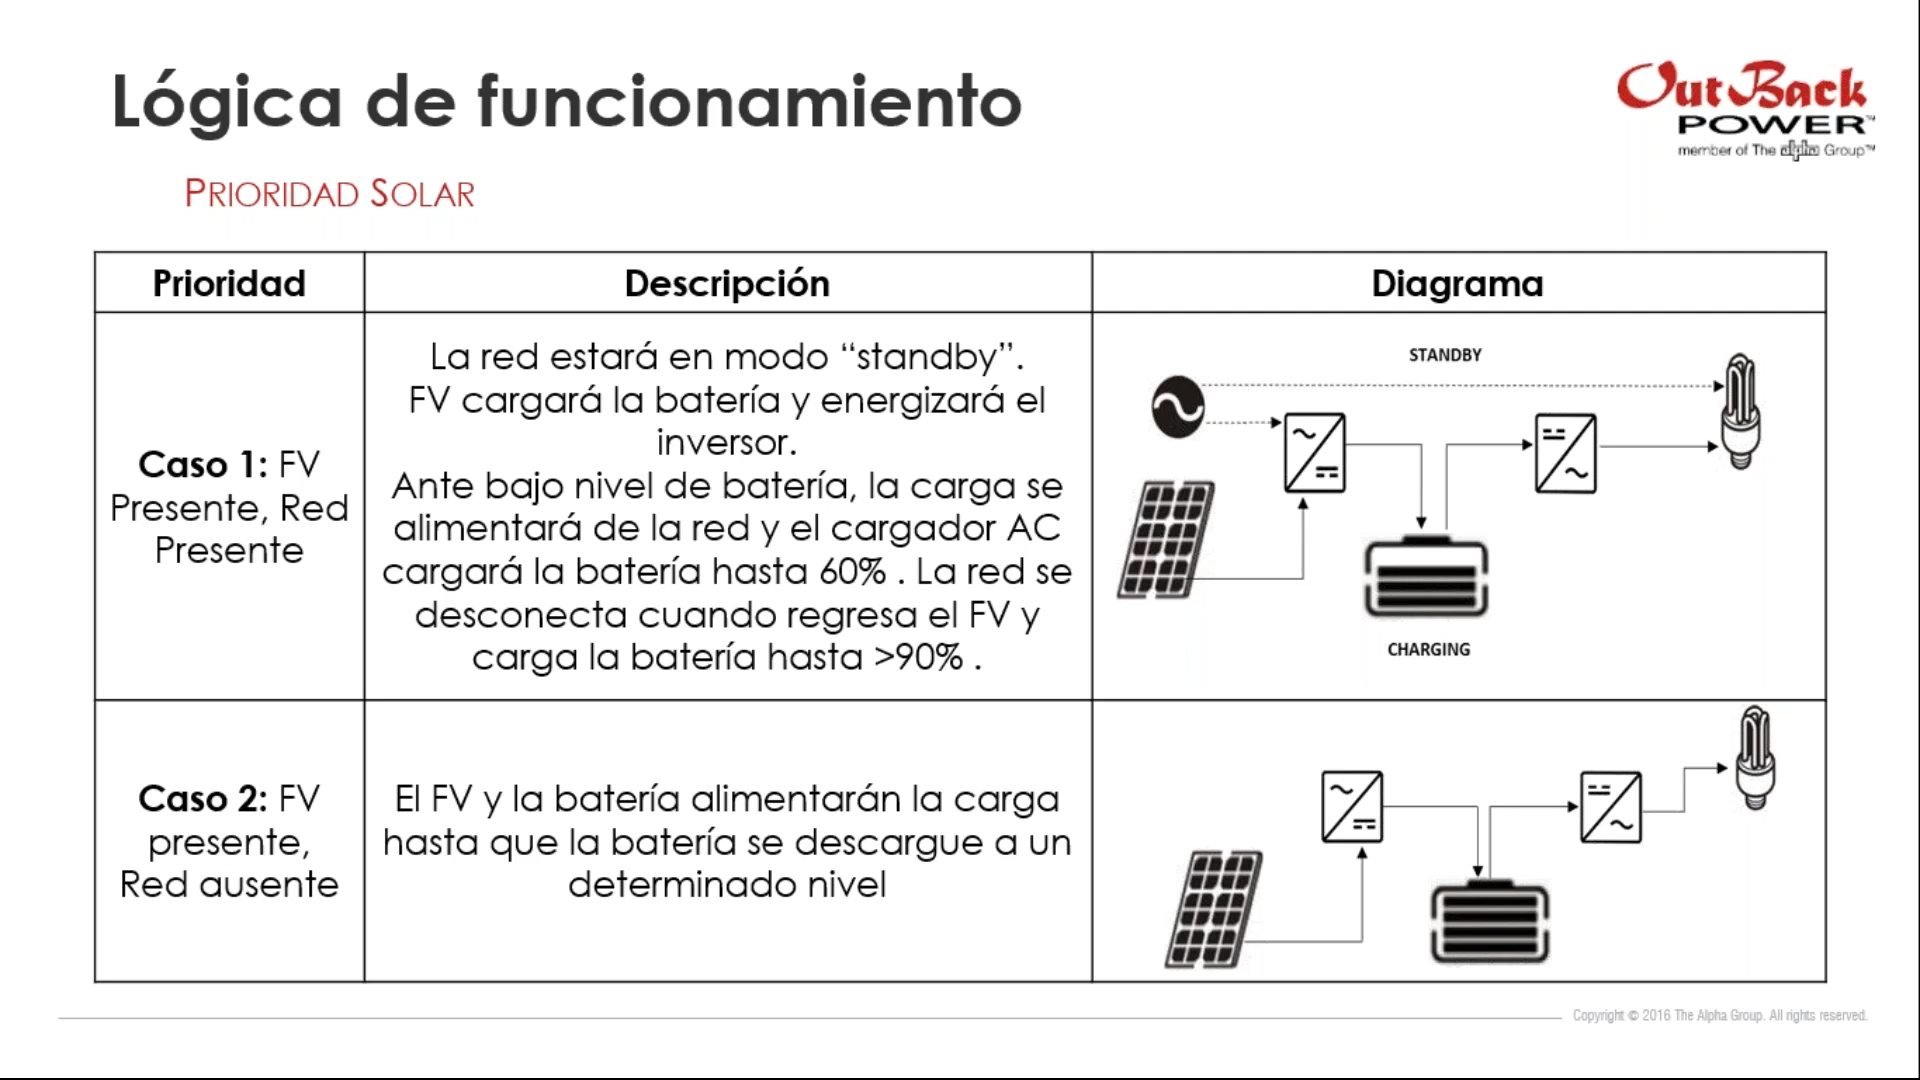 Lógica de funcionamiento
OutBack
POWER™
member of The alpha Group™
PRIORIDAD SOLAR
Prioridad
Descripción
Diagrama
Caso 1: FV
Presente, Red
Presente
La red estará en modo “standby”.
FV cargará la batería y energizará el
inversor.
Ante bajo nivel de batería, la carga se
alimentará de la red y el cargador AC
cargará la batería hasta 60% . La red se
desconecta cuando regresa el FV y
carga la batería hasta >90% .
STANDBY
CHARGING
Caso 2: FV
presente,
Red ausente
El FV y la batería alimentarán la carga
hasta que la batería se descargue a un
determinado nivel
Copyright © 2016 The Alpha Group. All rights reserved.